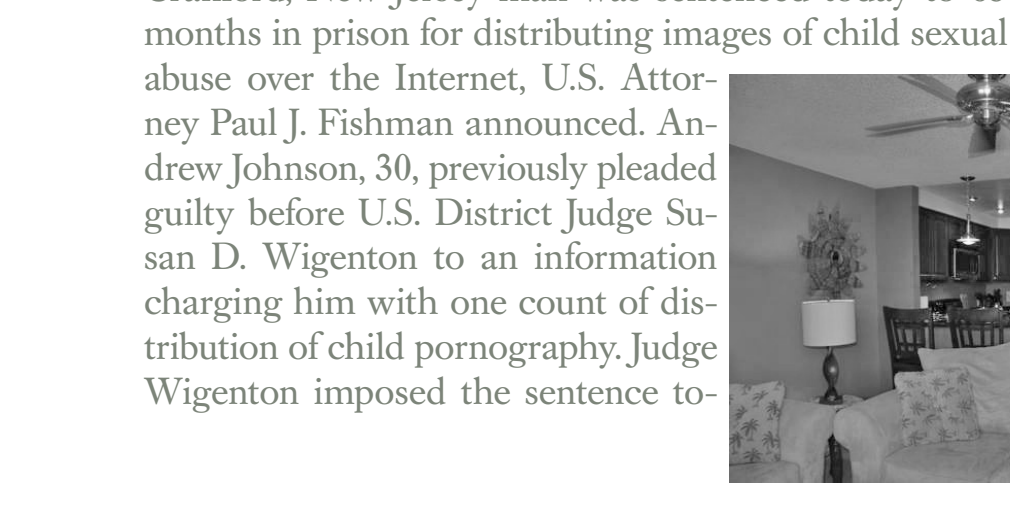 months in prison for distributing images of child sexual
abuse over the Internet, U.S. Attor-
ney Paul J. Fishman announced. An-
drew Johnson, 30, previously pleaded
guilty before U.S. District Judge Su-
san D. Wigenton to an information
charging him with one count of dis-
tribution of child pornography. Judge
Wigenton imposed the sentence to-